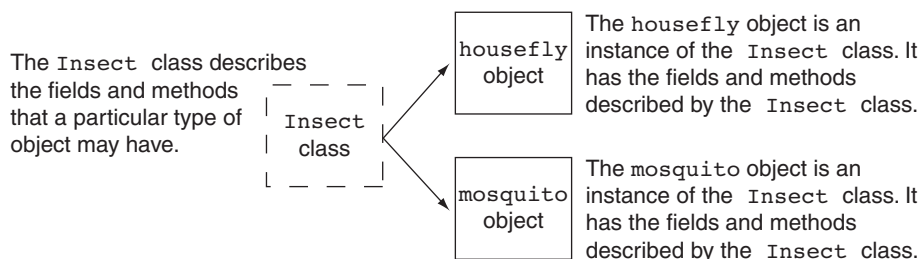 The Insect class describes
the fields and methods
that a particular type of
object may have.
Insect
class
housefly
object
The housefly object is an
instance of the Insect class. It
has the fields and methods
described by the Insect class.
mosquito
object
The mosquito object is an
instance of the Insect class. It
has the fields and methods
described by the Insect class.